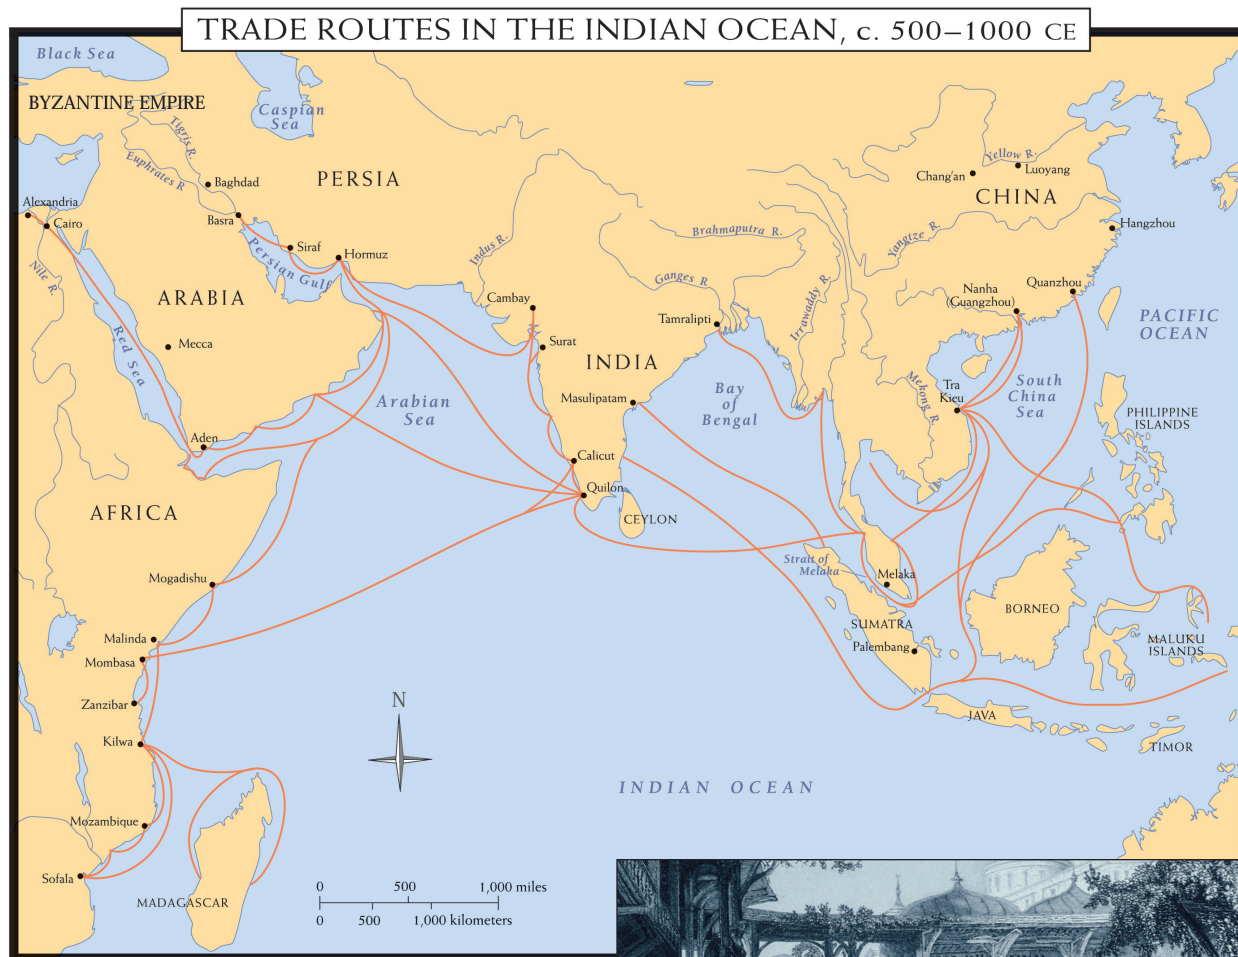 TRADE ROUTES IN THE INDIAN OCEAN, c. 500–1000 CE
Black Sea
BYZANTINE EMPIRE
Caspian
Sea
Tigris R.
Euphrates R.
Baghdad
PERSIA
Alexandria
Cairo
Basra
Siraf
Hormuz
Persian Gulf
Nile R.
ARABIA
Red Sea
Mecca
Aden
Arabian
Sea
Indus R.
Cambay
Surat
INDIA
Brahmaputra R.
Ganges R
Tamralipti
Irrawaddy R.
Masulipatam
Bay
of
Bengal
Calicut
Quilon
CEYLON
Yellow R.
Chang'an
Luoyang
CHINA
Hangzhou
Yangtze R.
Nanha
(Guangzhou)
Quanzhou
PACIFIC
OCEAN
Mekong R.
Tra
Kieu
South
China
Sea
PHILIPPINE
ISLANDS
AFRICA
Mogadishu
Malinda
Mombasa
Zanzibar
Kilwa
Mozambique
Sofala
MADAGASCAR
Strait of
Melaka
Melaka
SUMATRA
Palembang
BORNEO
MALUKU
ISLANDS
JAVA
TIMOR
N
INDIAN OCEAN
0 500 1,000 miles
0 500 1,000 kilometers